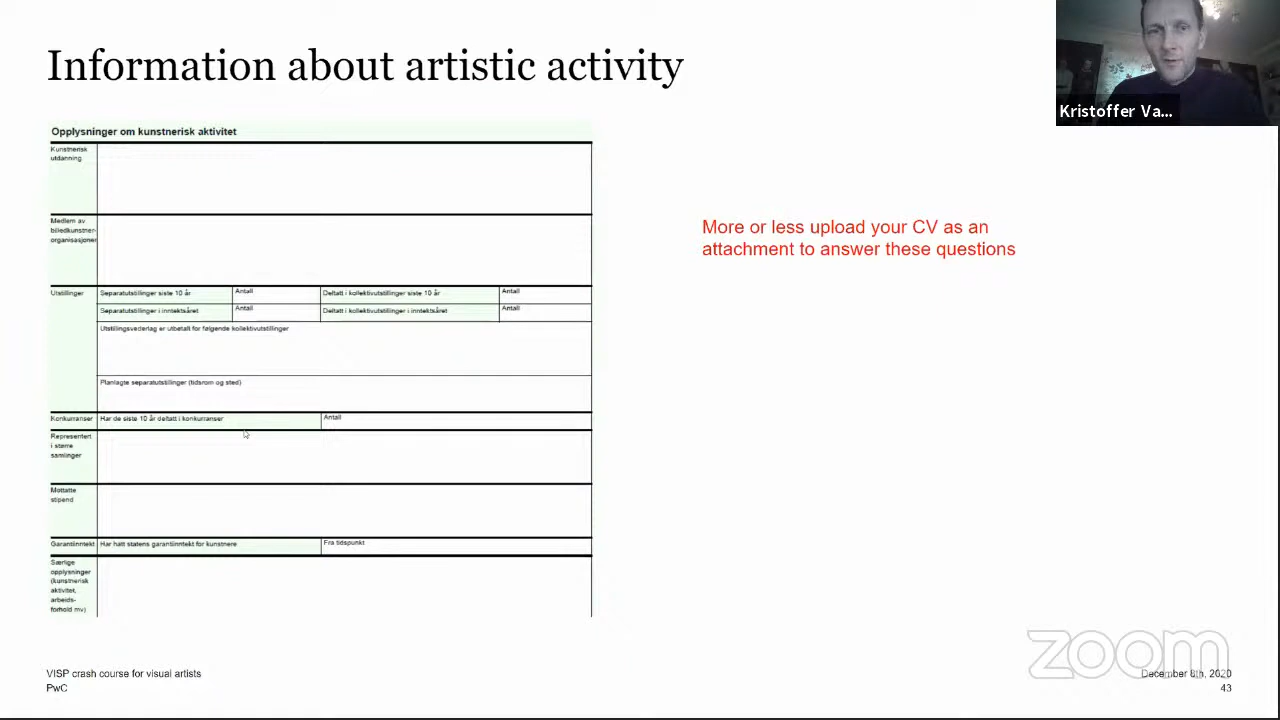 Information about artistic activity
Kristoffer Va...
Opplysninger om kunstnerisk aktivitet
Kunstnerisk
utdanning
Medlem av
billedkunstner-
organisasjoner
Utstillinger
Separatutstillinger siste 10 år
Antall
Deltatt i kollektivutstillinger siste 10 år
Antall
Separatutstillinger i inntektsåret
Antall
Deltatt i kollektivutstillinger i inntektsåret
Antall
Utstillingsvederlag er utbetalt for følgende kollektivutstillinger
Planlagte separatutstillinger (tidsrom og sted)
Konkurranser
Har de siste 10 år deltatt i konkurranser
Antall
Representert
i større
samlinger
Mottatte
stipend
Garantiinntekt
Har hatt statens garantiinntekt for kunstnere
Fra tidspunkt
Særlige
opplysninger
(kunstnerisk
aktivitet,
arbeids-
forhold mv)
More or less upload your CV as an
attachment to answer these questions
zoom
VISP crash course for visual artists
December 8th, 2020
PwC
43